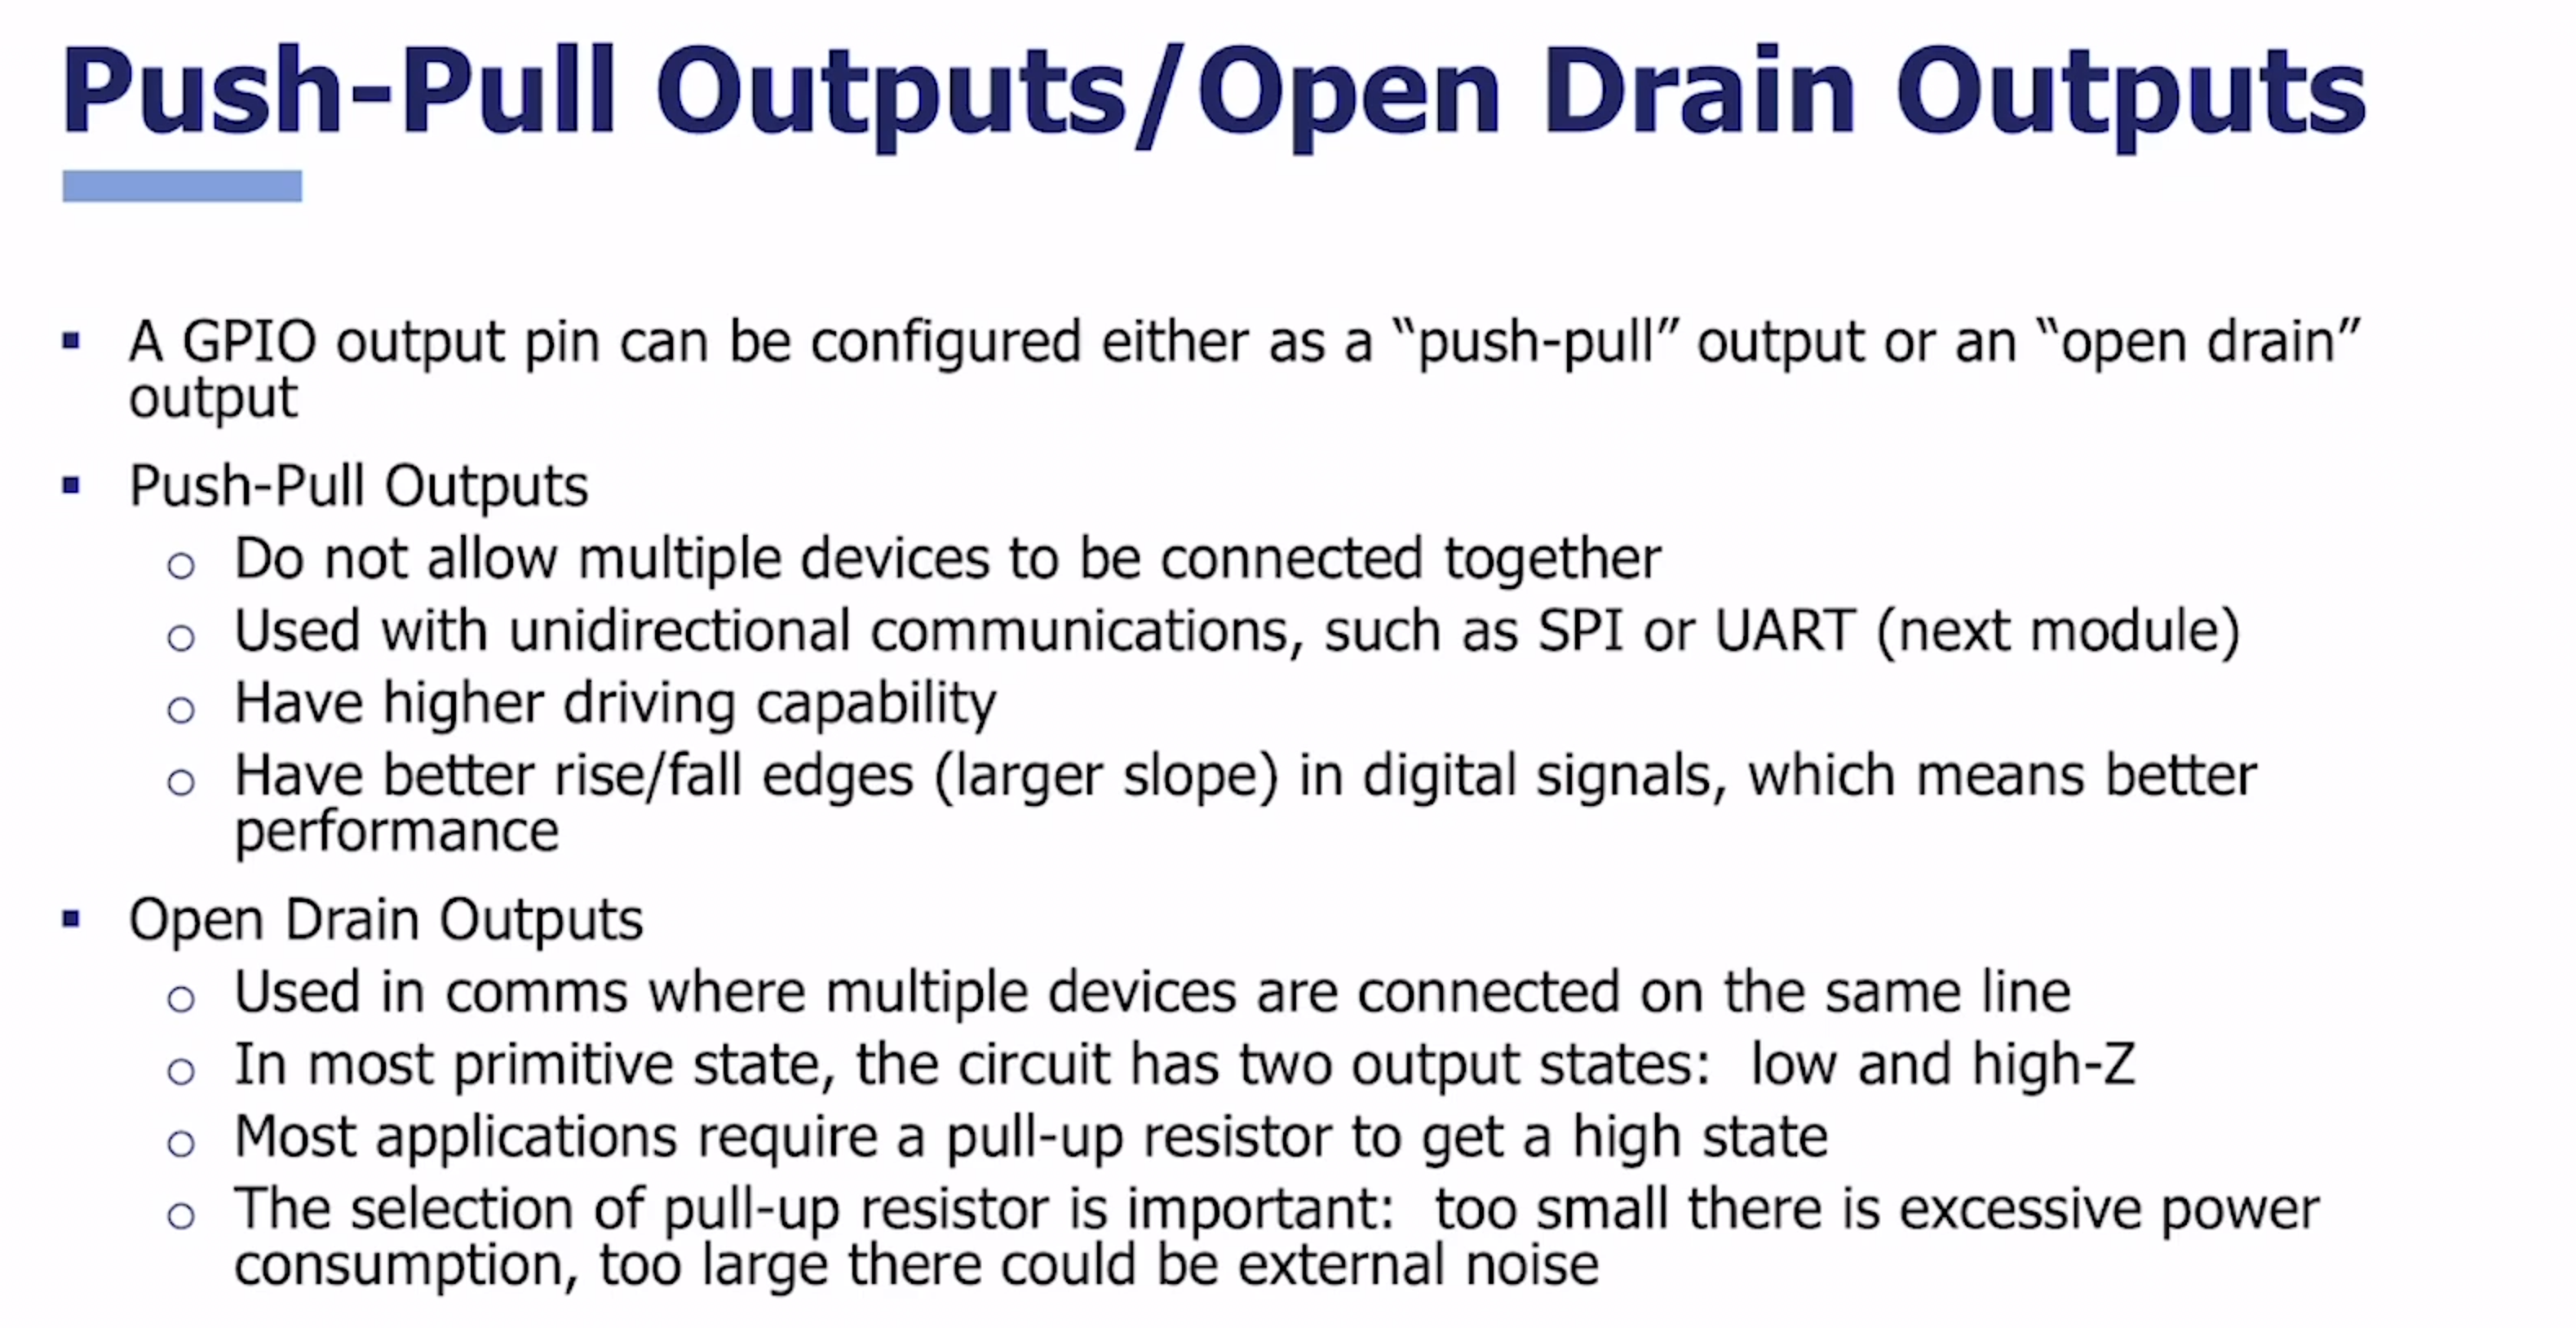 Push-Pull Outputs/Open Drain Outputs
▪ A GPIO output pin can be configured either as a “push-pull” output or an “open drain”
output
▪ Push-Pull Outputs
o Do not allow multiple devices to be connected together
o Used with unidirectional communications, such as SPI or UART (next module)
o Have higher driving capability
o Have better rise/fall edges (larger slope) in digital signals, which means better
performance
▪ Open Drain Outputs
o Used in comms where multiple devices are connected on the same line
o In most primitive state, the circuit has two output states:  low and high-Z
o Most applications require a pull-up resistor to get a high state
o The selection of pull-up resistor is important:  too small there is excessive power
consumption, too large there could be external noise